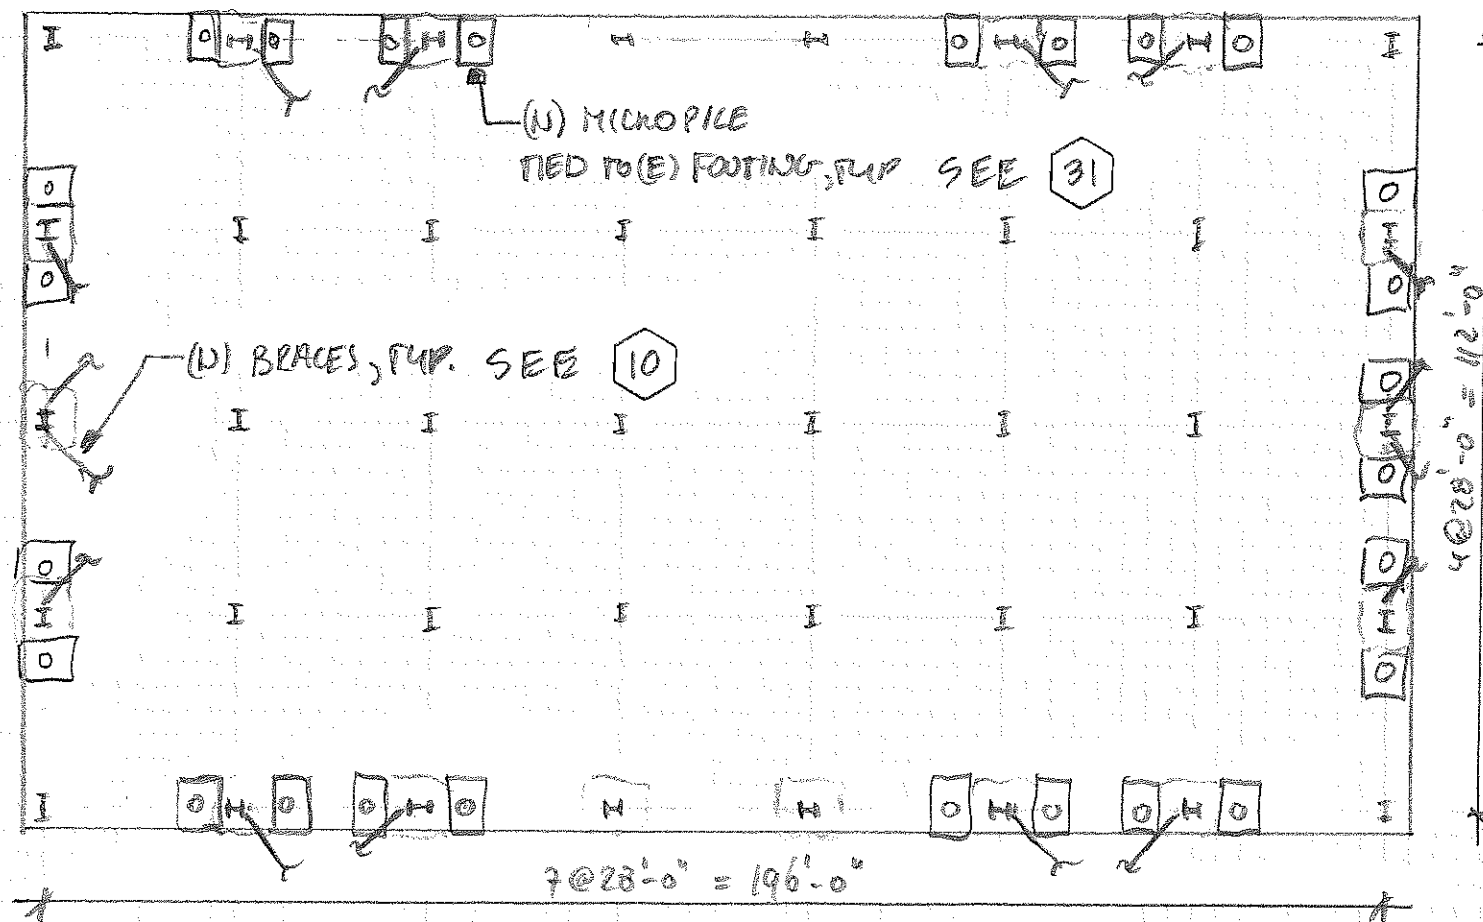 (N) MICROPILE
TIED TO (E) FOOTING, TYP SEE 31
(N) BRACES, TYP. SEE 10
4@28'-0" = 112'-0"
7@28'-0" = 196'-0"